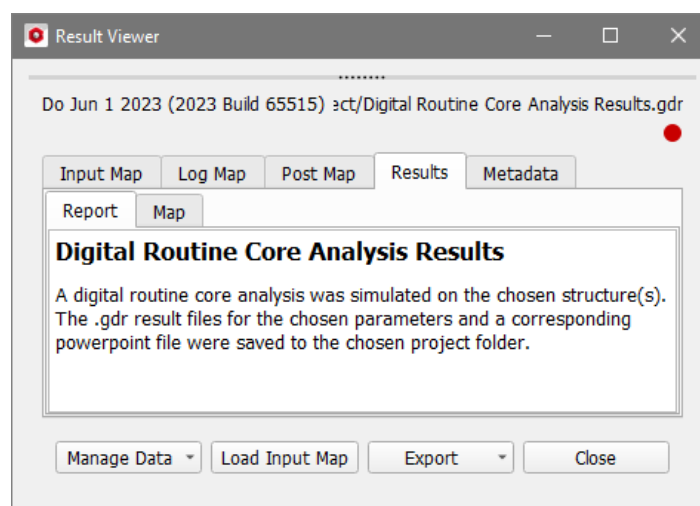 Result Viewer
Do Jun 1 2023 (2023 Build 65515) ect/Digital Routine Core Analysis Results.gdr
Input Map Log Map Post Map Results Metadata
Report Map
Digital Routine Core Analysis Results
A digital routine core analysis was simulated on the chosen structure(s).
The .gdr result files for the chosen parameters and a corresponding
powerpoint file were saved to the chosen project folder.
Manage Data Load Input Map Export Close